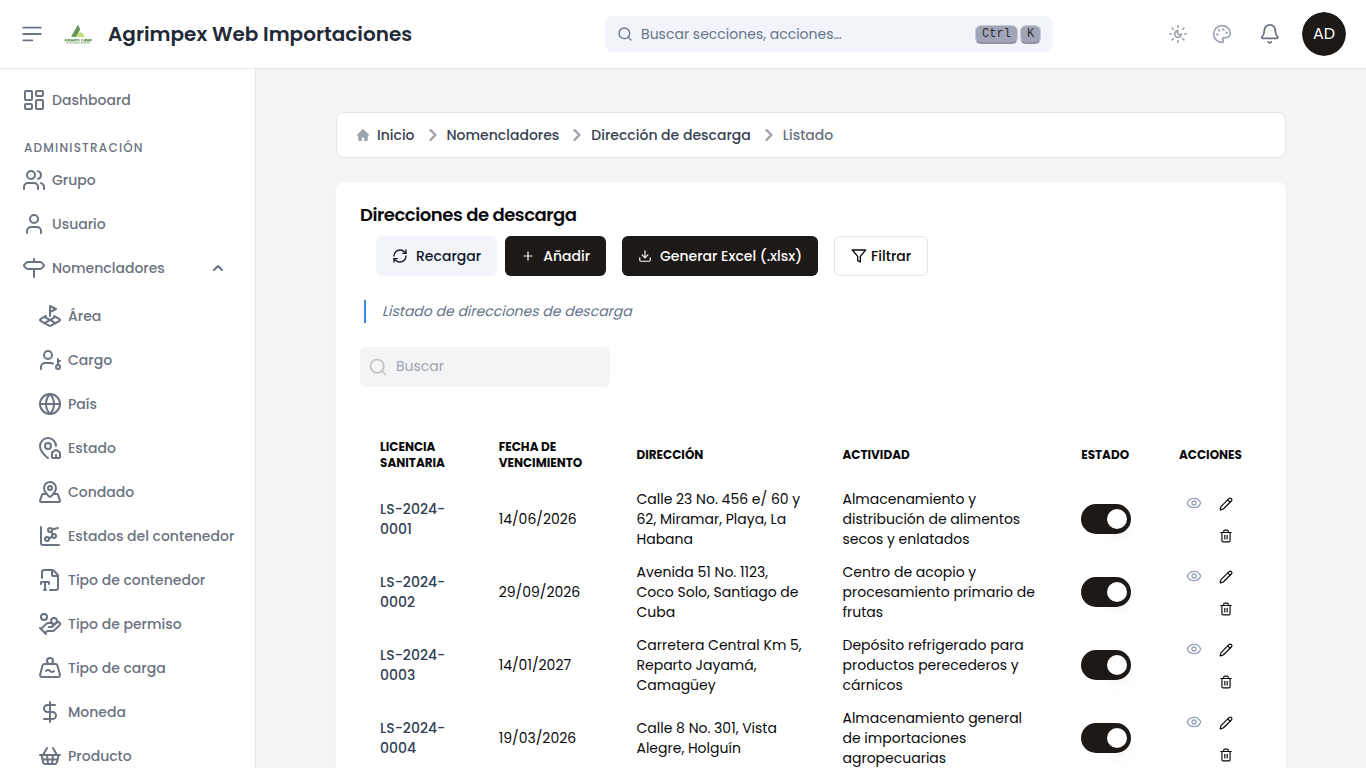 Agrimpex Web Importaciones
Buscar secciones, acciones...
Ctrl K
AD
Dashboard
ADMINISTRACIÓN
Grupo
Usuario
Nomencladores
Área
Cargo
País
Estado
Condado
Estados del contenedor
Tipo de contenedor
Tipo de permiso
Tipo de carga
Moneda
Producto
Inicio Nomencladores Dirección de descarga Listado
Direcciones de descarga
Recargar Añadir Generar Excel (.xlsx) Filtrar
Listado de direcciones de descarga
Buscar
LICENCIA
SANITARIA
FECHA DE
VENCIMIENTO
DIRECCIÓN
ACTIVIDAD
ESTADO
ACCIONES
LS-2024-
0001
14/06/2026
Calle 23 No. 456 e/ 60 y
62, Miramar, Playa, La
Habana
Almacenamiento y
distribución de alimentos
secos y enlatados
LS-2024-
0002
29/09/2026
Avenida 51 No. 1123,
Coco Solo, Santiago de
Cuba
Centro de acopio y
procesamiento primario de
frutas
LS-2024-
0003
14/01/2027
Carretera Central Km 5,
Reparto Jayamá,
Camagüey
Depósito refrigerado para
productos perecederos y
cárnicos
LS-2024-
0004
19/03/2026
Calle 8 No. 301, Vista
Alegre, Holguín
Almacenamiento general
de importaciones
agropecuarias